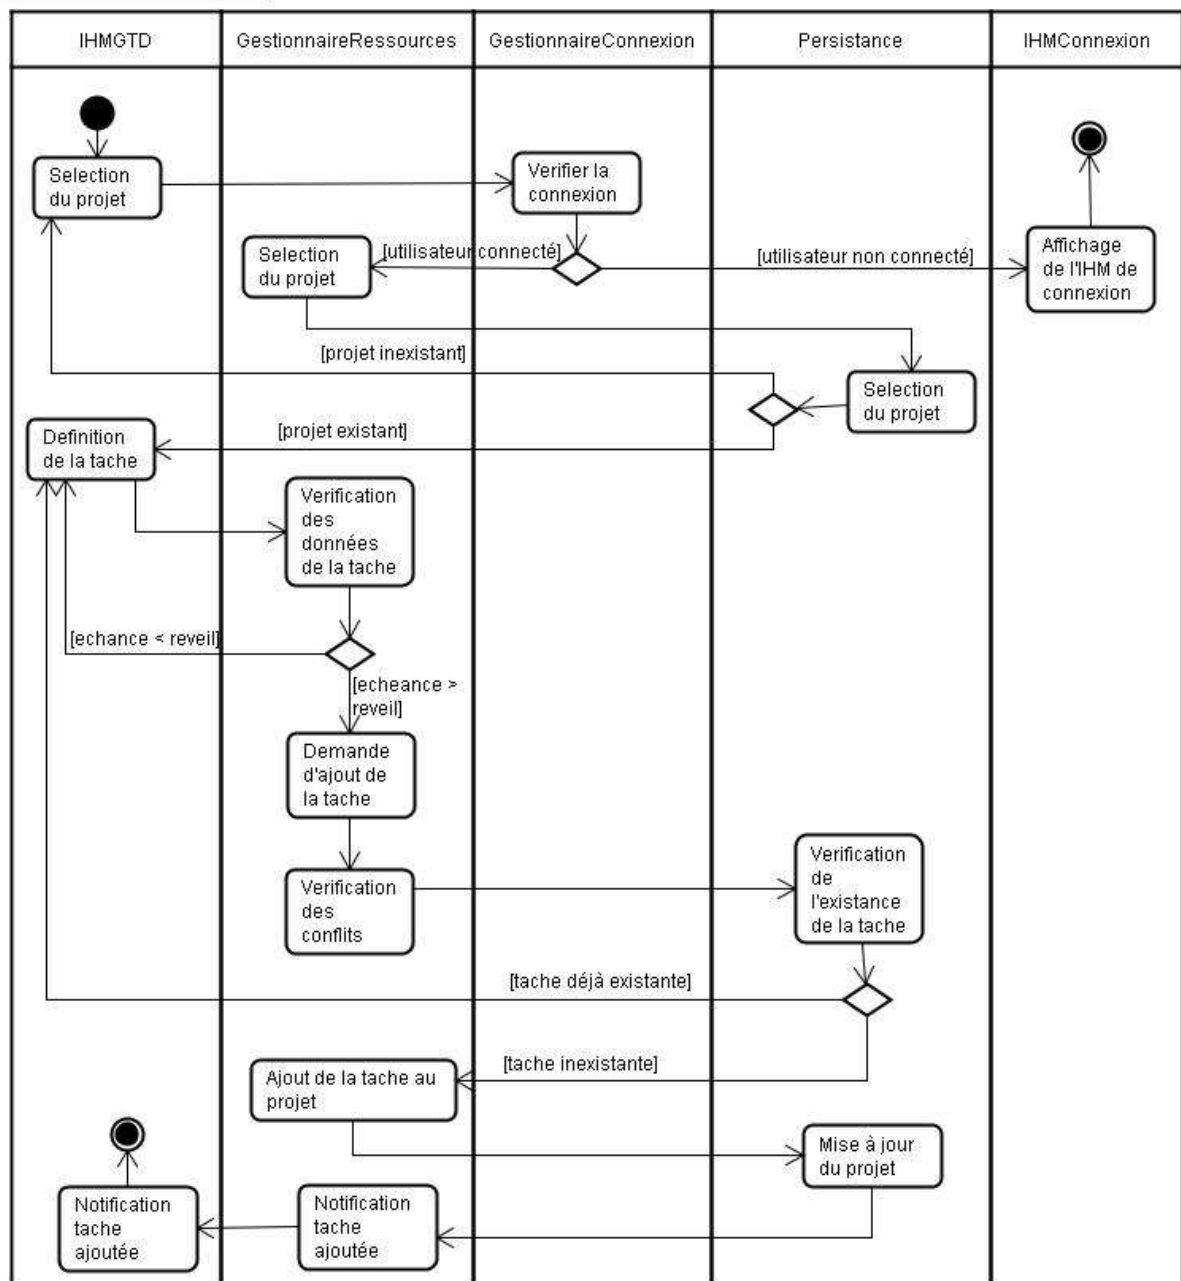 IHMGTD
GestionnaireRessources
GestionnaireConnexion
Persistance
IHMConnexion
Selection
du projet
Verifier la
connexion
Selection
du projet
[utilisateur connecté]
[utilisateur non connecté]
Affichage
de l'IHM de
connexion
[projet inexistant]
Selection
du projet
Definition
de la tache
[projet existant]
Verification
des
données
de la tache
[echance < reveil]
[echeance >
reveil]
Demande
d'ajout de
la tache
Verification
des
conflits
Verification
de
l'existance
de la tache
[tache déjà existante]
[tache inexistante]
Ajout de la tache au
projet
Mise à jour
du projet
Notification
tache
ajoutée
Notification
tache
ajoutée